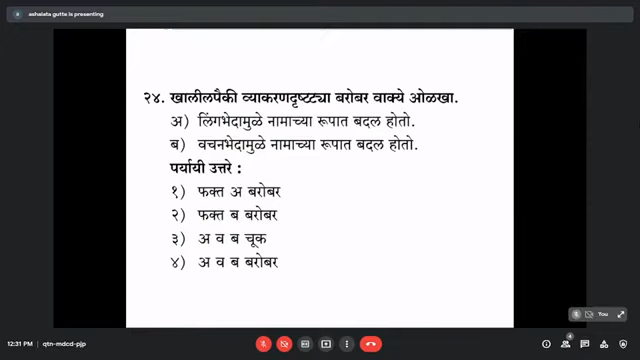 ashalata gutte is presenting
२४. खालीलपैकी व्याकरणदृष्ट्या बरोबर वाक्ये ओळखा.
अ) लिंगभेदामुळे नामाच्या रूपात बदल होतो.
ब) वचनभेदामुळे नामाच्या रूपात बदल होतो.
पर्यायी उत्तरे :
१) फक्त अ बरोबर
२) फक्त ब बरोबर
३) अ व ब चूक
४) अ व ब बरोबर
You
12:31 PM | qtn-mdcd-pjp